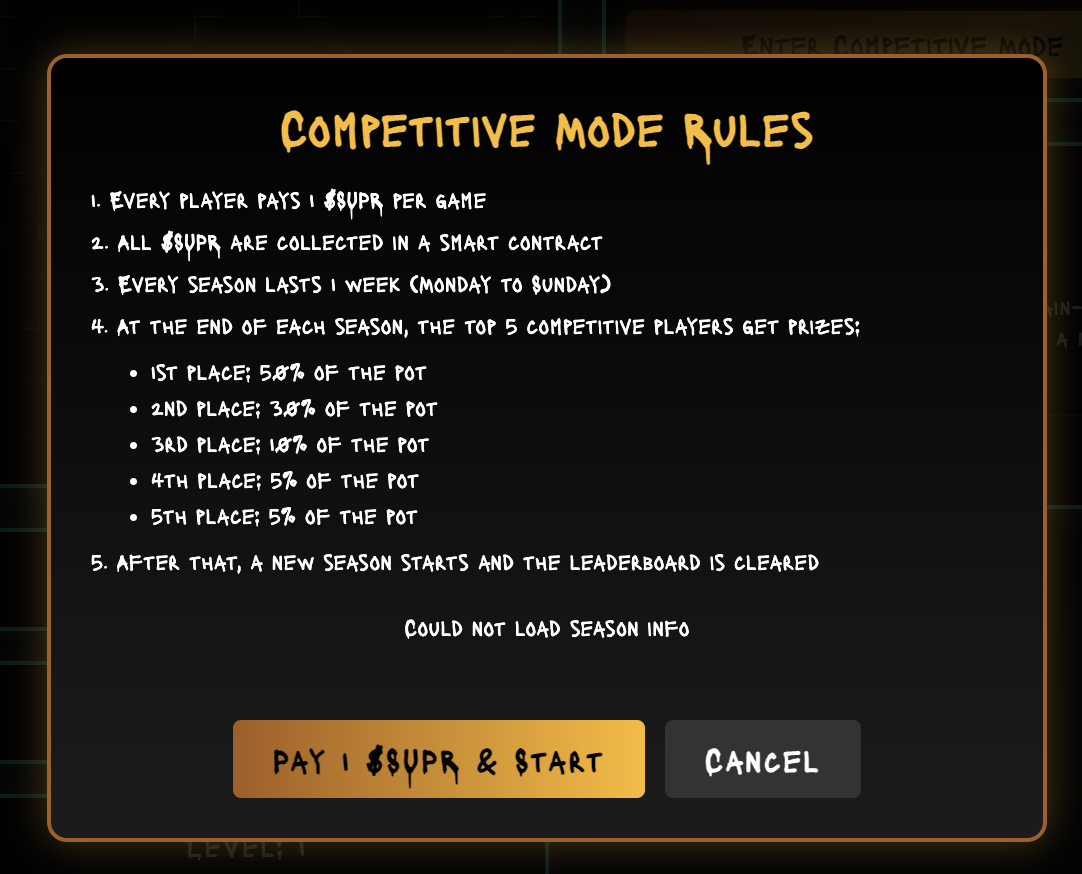 Enter Competitive Mode
Competitive Mode Rules
1. Every player pays 1 $SUPR per game
2. All $SUPR are collected in a smart contract
3. Every season lasts 1 week (Monday to Sunday)
4. At the end of each season, the top 5 competitive players get prizes:
• 1st place: 50% of the pot
• 2nd place: 30% of the pot
• 3rd place: 10% of the pot
• 4th place: 5% of the pot
• 5th place: 5% of the pot
5. After that, a new season starts and the leaderboard is cleared
Could not load season info
Pay 1 $SUPR & Start
Cancel
Level: 1